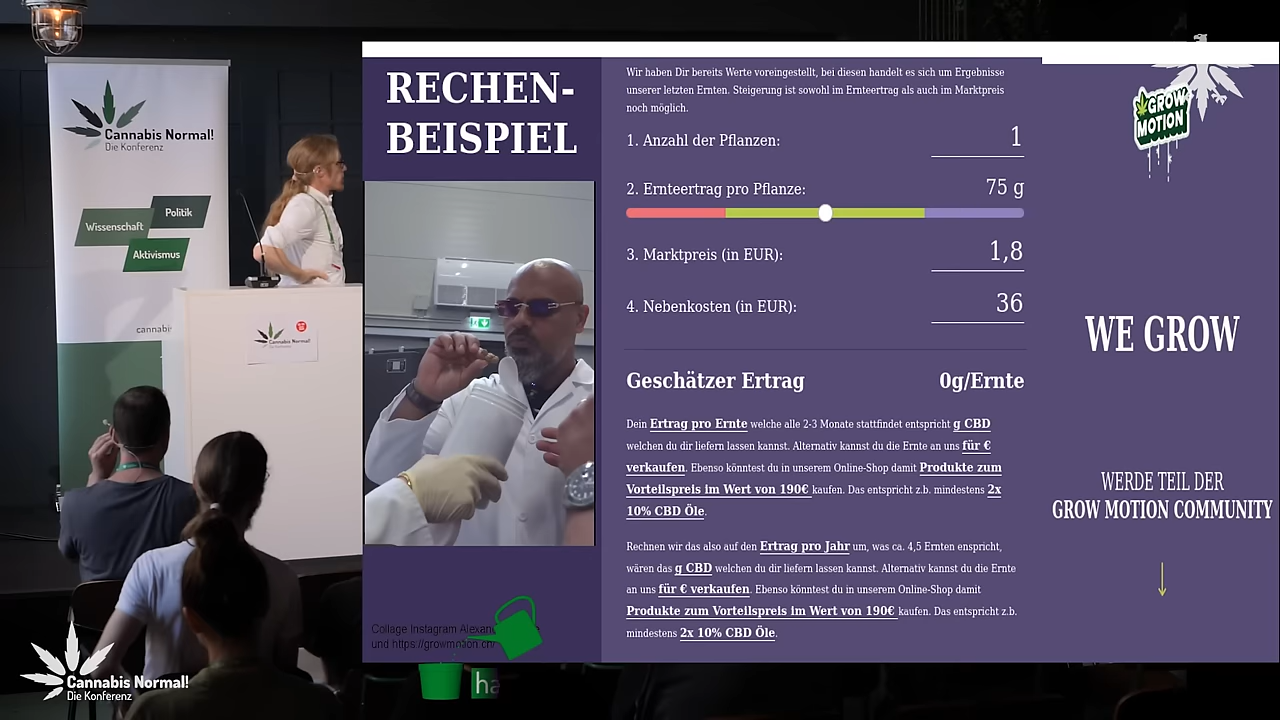 Cannabis Normal!
Die Konferenz
Wissenschaft
Politik
Aktivismus
cannabis
Cannabis Normal!
RECHEN-
BEISPIEL
Collage Instagram
und https://growmotion.ch/
ha
Wir haben Dir bereits Werte voreingestellt, bei diesen handelt es sich um Ergebnisse
unserer letzten Ernten. Steigerung ist sowohl im Ernteertrag als auch im Marktpreis
noch möglich.
1. Anzahl der Pflanzen: 1
2. Ernteertrag pro Pflanze: 75 g
3. Marktpreis (in EUR): 1,8
4. Nebenkosten (in EUR): 36
Geschätzer Ertrag 0g/Ernte
Dein Ertrag pro Ernte welche alle 2-3 Monate stattfindet entspricht g CBD
welchen du dir liefern lassen kannst. Alternativ kannst du die Ernte an uns für €
verkaufen. Ebenso könntest du in unserem Online-Shop damit Produkte zum
Vorteilspreis im Wert von 190€ kaufen. Das entspricht z.b. mindestens 2x
10% CBD Öle.
Rechnen wir das also auf den Ertrag pro Jahr um, was ca. 4,5 Ernten enspricht,
wären das g CBD welchen du dir liefern lassen kannst. Alternativ kannst du die Ernte
an uns für € verkaufen. Ebenso könntest du in unserem Online-Shop damit
Produkte zum Vorteilspreis im Wert von 190€ kaufen. Das entspricht z.b.
mindestens 2x 10% CBD Öle.
GROW
MOTION
WE GROW
WERDE TEIL DER
GROW MOTION COMMUNITY
Cannabis Normal!
Die Konferenz